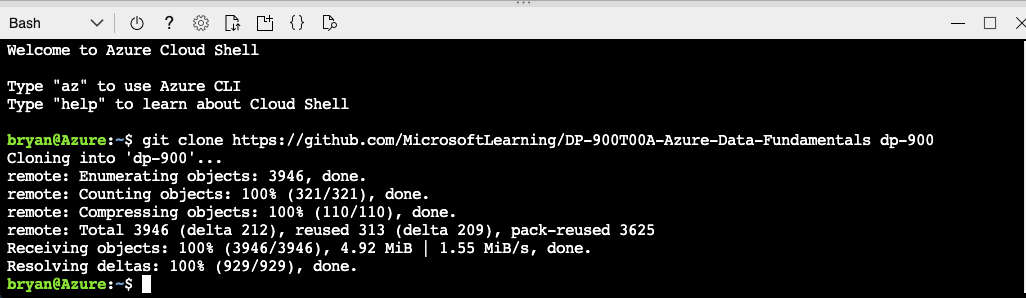 Bash
?
{}
Welcome to Azure Cloud Shell
Type "az" to use Azure CLI
Type "help" to learn about Cloud Shell
bryan@Azure:~$ git clone https://github.com/MicrosoftLearning/DP-900T00A-Azure-Data-Fundamentals dp-900
Cloning into 'dp-900'...
remote: Enumerating objects: 3946, done.
remote: Counting objects: 100% (321/321), done.
remote: Compressing objects: 100% (110/110), done.
remote: Total 3946 (delta 212), reused 313 (delta 209), pack-reused 3625
Receiving objects: 100% (3946/3946), 4.92 MiB | 1.55 MiB/s, done.
Resolving deltas: 100% (929/929), done.
bryan@Azure:~$